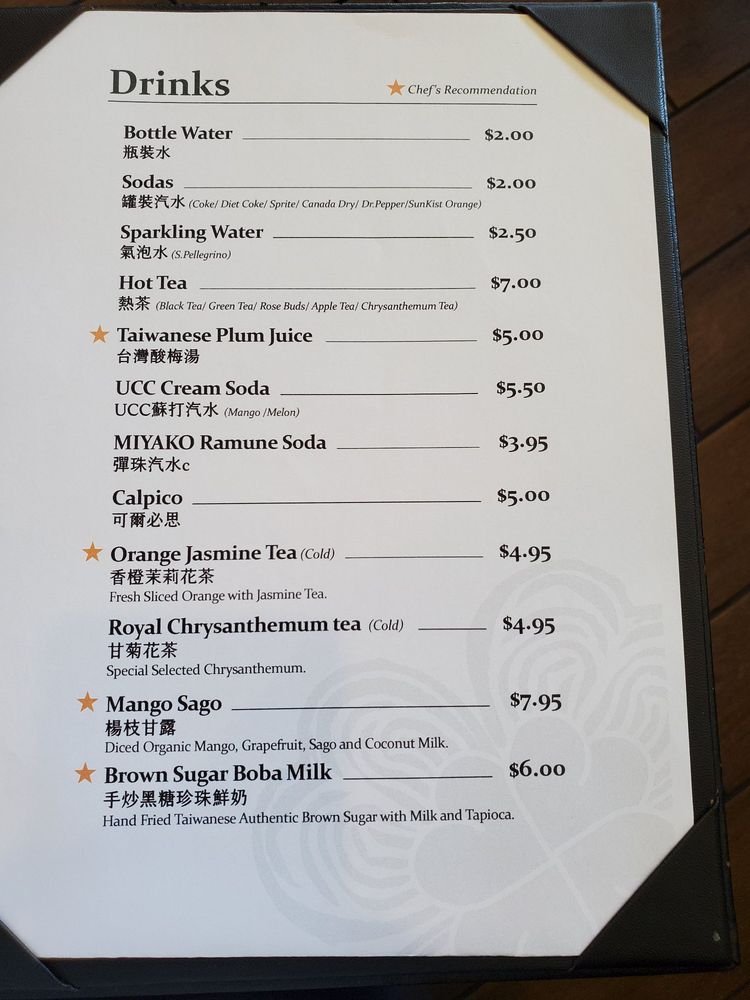 Drinks
Chef's Recommendation
Bottle Water $2.00
瓶裝水
Sodas $2.00
罐裝汽水 (Coke/ Diet Coke/ Sprite/ Canada Dry/ Dr.Pepper/SunKist Orange)
Sparkling Water $2.50
氣泡水 (S.Pellegrino)
Hot Tea $7.00
熱茶 (Black Tea/ Green Tea/ Rose Buds/ Apple Tea/ Chrysanthemum Tea)
Taiwanese Plum Juice $5.00
台灣酸梅湯
UCC Cream Soda $5.50
UCC蘇打汽水 (Mango /Melon)
MIYAKO Ramune Soda $3.95
彈珠汽水c
Calpico $5.00
可爾必思
Orange Jasmine Tea (Cold) $4.95
香橙茉莉花茶
Fresh Sliced Orange with Jasmine Tea.
Royal Chrysanthemum tea (Cold) $4.95
甘菊花茶
Special Selected Chrysanthemum.
Mango Sago $7.95
楊枝甘露
Diced Organic Mango, Grapefruit, Sago and Coconut Milk.
Brown Sugar Boba Milk $6.00
手炒黑糖珍珠鮮奶
Hand Fried Taiwanese Authentic Brown Sugar with Milk and Tapioca.